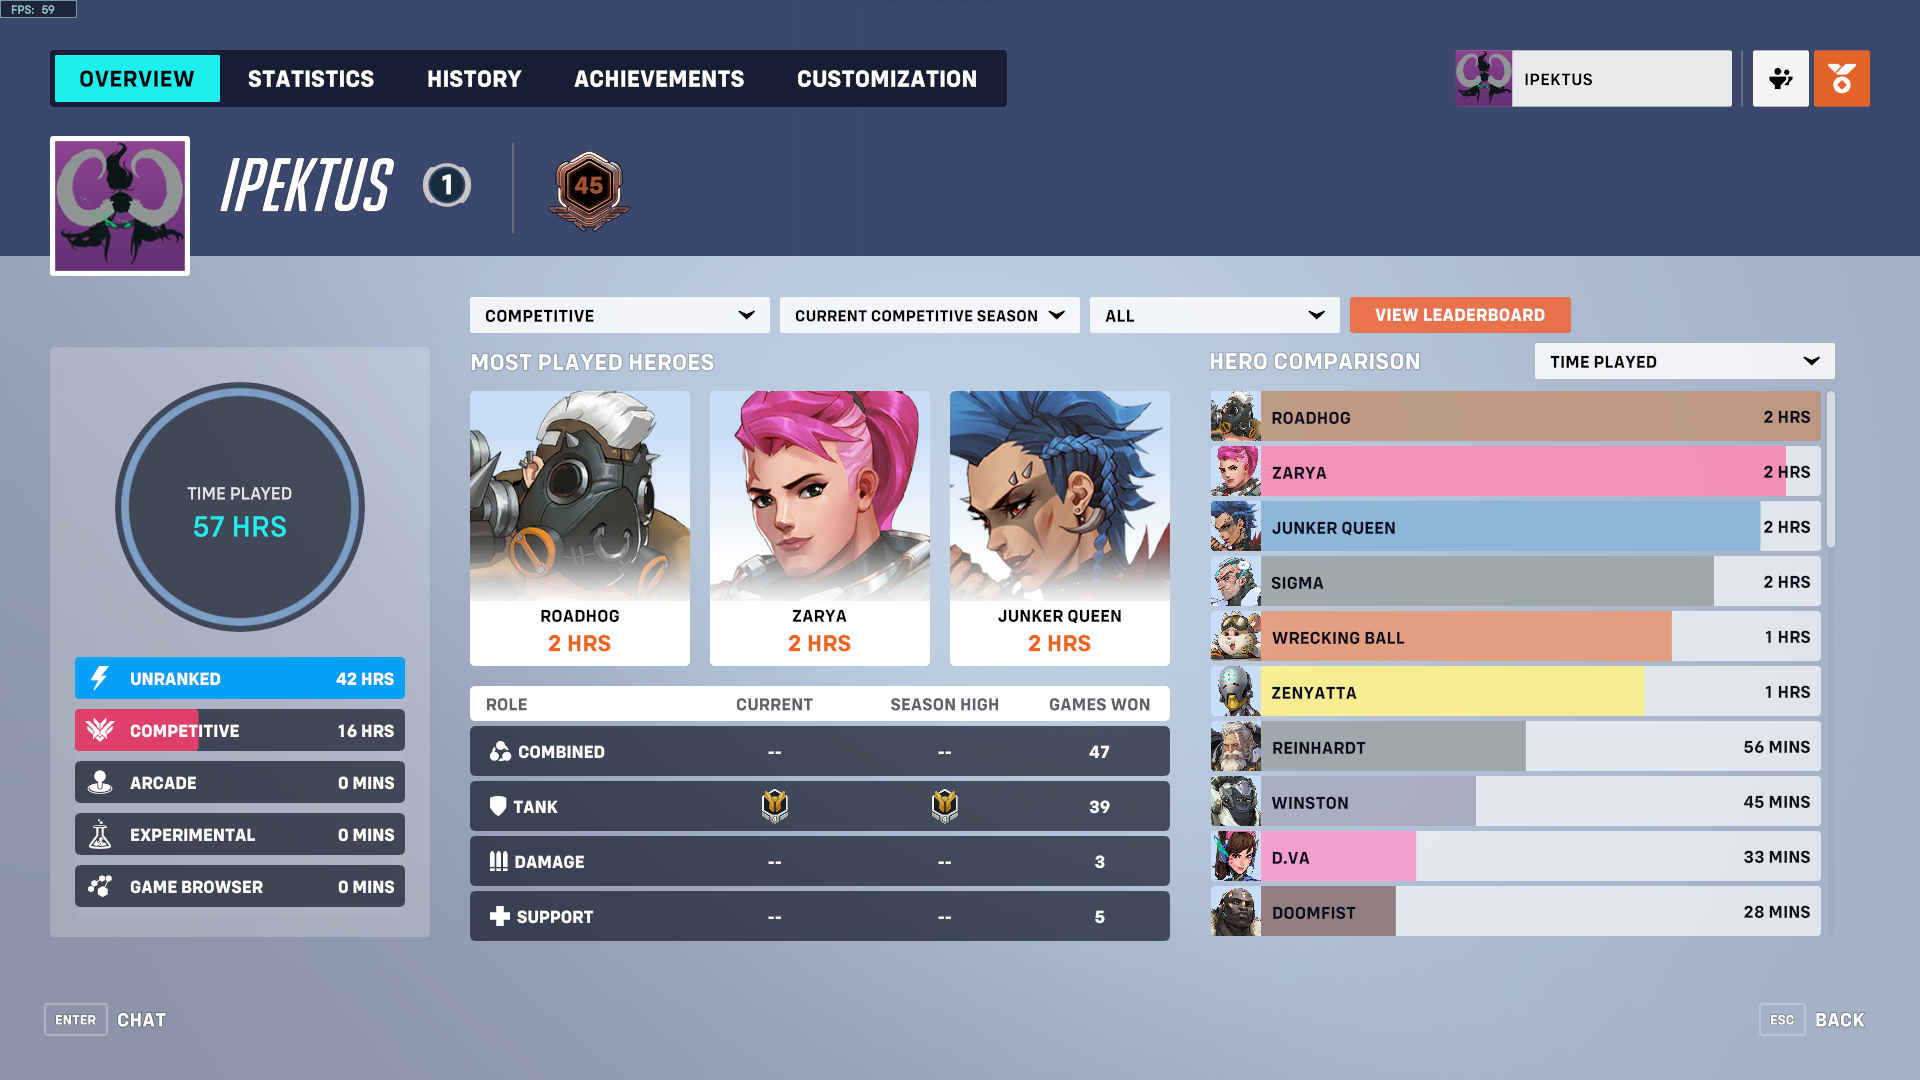 FPS: 59
OVERVIEW STATISTICS HISTORY ACHIEVEMENTS CUSTOMIZATION
IPEKTUS
IPEKTUS 1 45
COMPETITIVE CURRENT COMPETITIVE SEASON ALL VIEW LEADERBOARD
TIME PLAYED
57 HRS
UNRANKED 42 HRS
COMPETITIVE 16 HRS
ARCADE 0 MINS
EXPERIMENTAL 0 MINS
GAME BROWSER 0 MINS
MOST PLAYED HEROES
ROADHOG ZARYA JUNKER QUEEN
2 HRS 2 HRS 2 HRS
ROLE CURRENT SEASON HIGH GAMES WON
COMBINED -- -- 47
TANK 39
DAMAGE -- -- 3
SUPPORT -- -- 5
HERO COMPARISON TIME PLAYED
ROADHOG 2 HRS
ZARYA 2 HRS
JUNKER QUEEN 2 HRS
SIGMA 2 HRS
WRECKING BALL 1 HRS
ZENYATTA 1 HRS
REINHARDT 56 MINS
WINSTON 45 MINS
D.VA 33 MINS
DOOMFIST 28 MINS
ENTER CHAT
ESC BACK